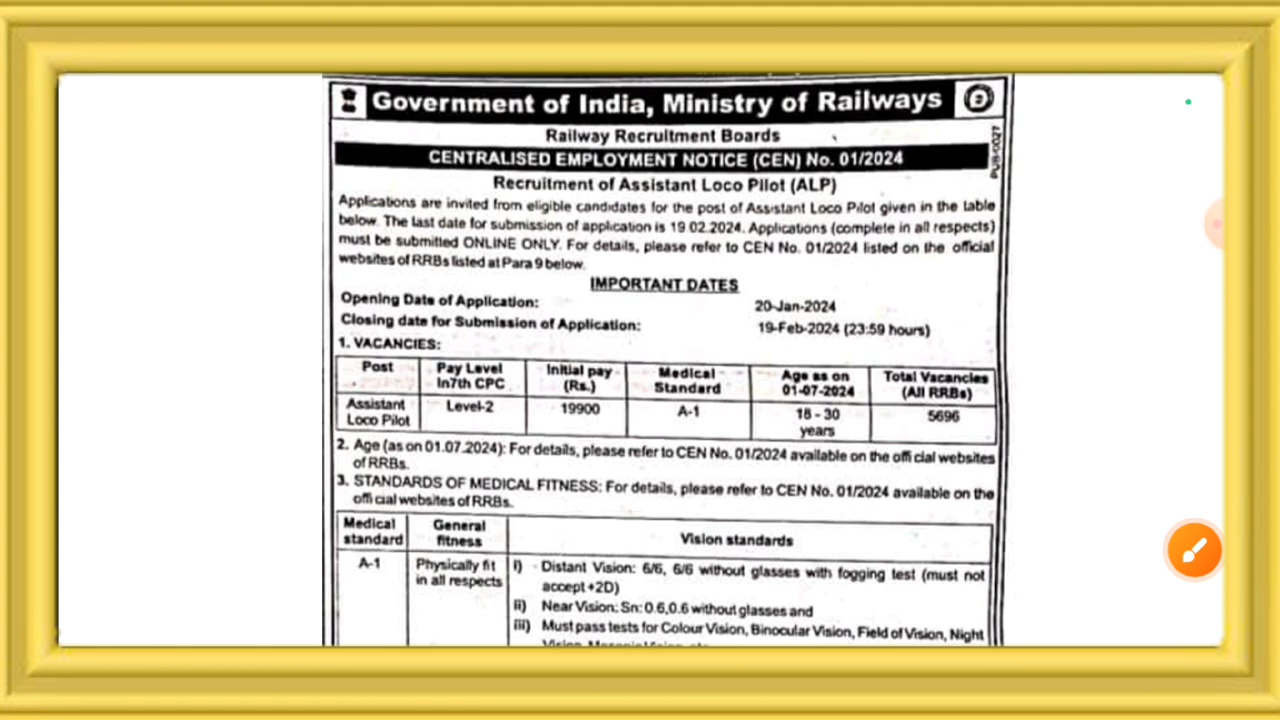 Government of India, Ministry of Railways
Railway Recruitment Boards
PUB-0027
CENTRALISED EMPLOYMENT NOTICE (CEN) No. 01/2024
Recruitment of Assistant Loco Pilot (ALP)
Applications are invited from eligible candidates for the post of Assistant Loco Pilot given in the table
below. The last date for submission of application is 19.02.2024. Applications (complete in all respects)
must be submitted ONLINE ONLY. For details, please refer to CEN No. 01/2024 listed on the official
websites of RRBs listed at Para 9 below.
IMPORTANT DATES
Opening Date of Application: 20-Jan-2024
Closing date for Submission of Application: 19-Feb-2024 (23:59 hours)
1. VACANCIES:
Post Pay Level Initial pay Medical Age as on Total Vacancies
In7th CPC (Rs.) Standard 01-07-2024 (All RRBs)
Assistant Level-2 19900 A-1 18 - 30 5696
Loco Pilot years
2. Age (as on 01.07.2024): For details, please refer to CEN No. 01/2024 available on the offi cial websites
of RRBs.
3. STANDARDS OF MEDICAL FITNESS: For details, please refer to CEN No. 01/2024 available on the
offi cial websites of RRBs.
Medical General Vision standards
standard fitness
A-1 Physically fit i) Distant Vision: 6/6, 6/6 without glasses with fogging test (must not
in all respects accept +2D)
ii) Near Vision: Sn: 0.6,0.6 without glasses and
iii) Must pass tests for Colour Vision, Binocular Vision, Field of Vision, Night